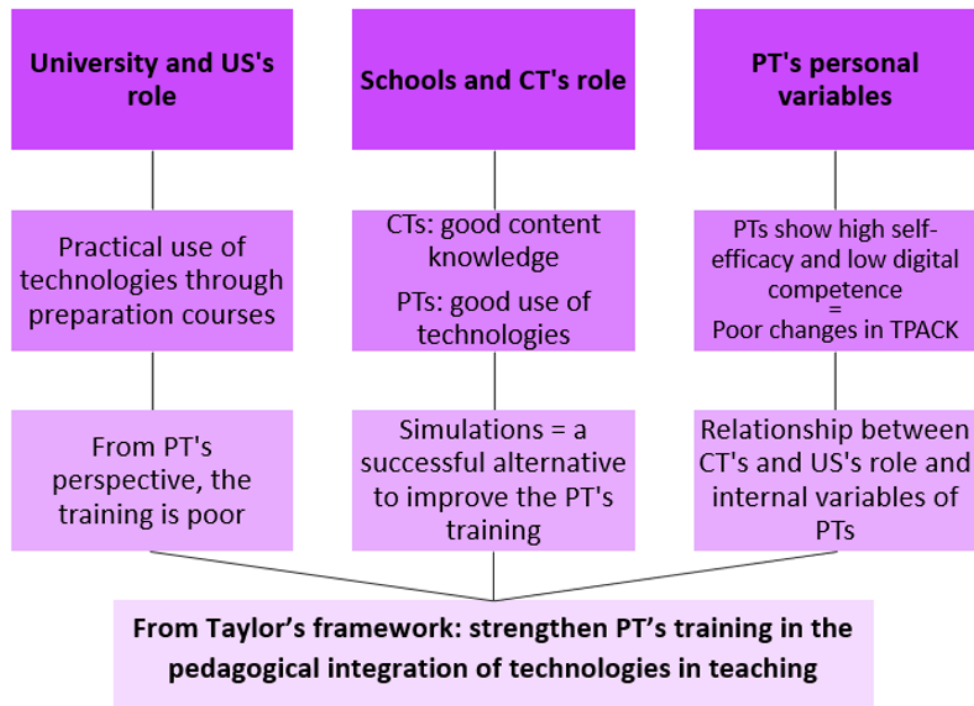 University and US's
role
Practical use of
technologies through
preparation courses
From PT's
perspective, the
training is poor
Schools and CT's role
CTs: good content
knowledge
PTs: good use of
technologies
Simulations = a
successful alternative
to improve the PT's
training
PT's personal
variables
PTs show high self-
efficacy and low digital
competence
=
Poor changes in TPACK
Relationship between
CT's and US's role and
internal variables of
PTs
From Taylor’s framework: strengthen PT’s training in the
pedagogical integration of technologies in teaching